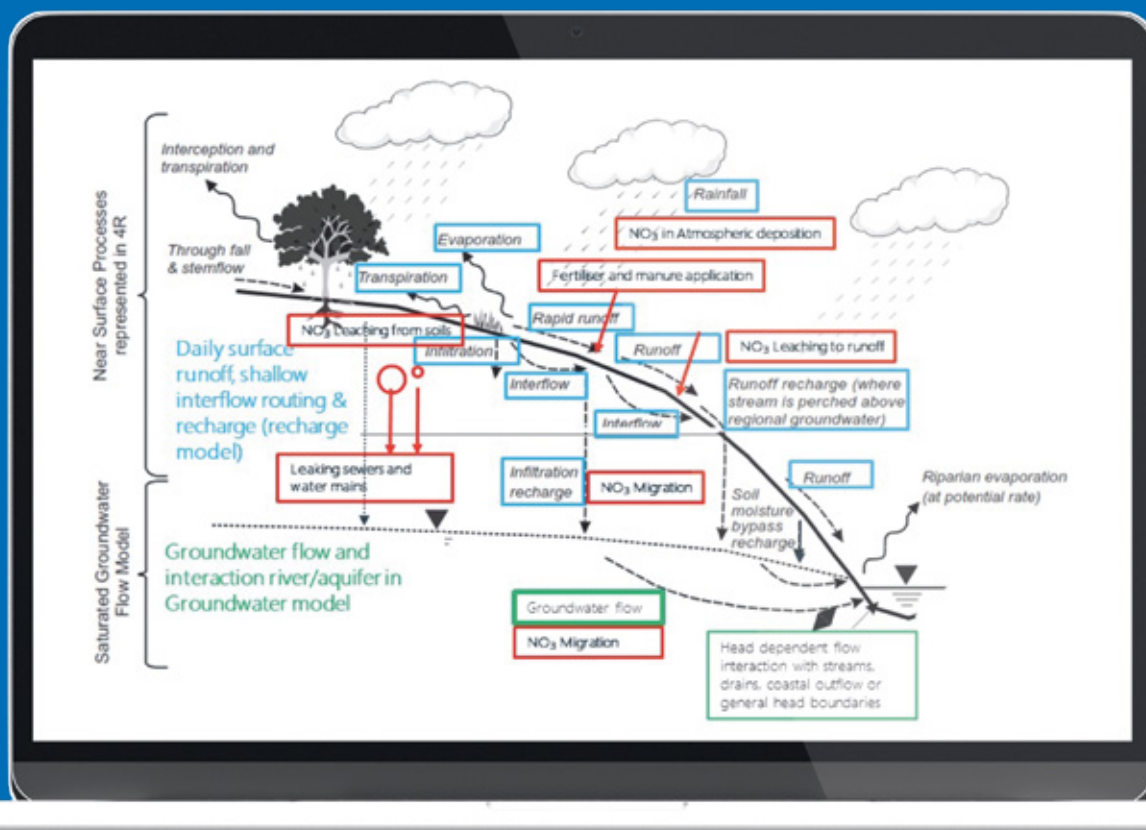 Near Surface Processes
represented in 4R
Interception and
transpiration
Through fall
& stemflow
Evaporation
Transpiration
Rainfall
NO3 in Atmospheric deposition
Fertiliser and manure application
NO3 Leaching from soils
Rapid runoff
Infiltration
Runoff
NO3 Leaching to runoff
Daily surface
runoff, shallow
interflow routing &
recharge (recharge
model)
Interflow
Interflow
Runoff recharge (where
stream is perched above
regional groundwater)
Leaking sewers and
water mains
Infiltration
recharge
NO3 Migration
Runoff
Soil
moisture
bypass
recharge
Riparian evaporation
(at potential rate)
Saturated Groundwater
Flow Model
Groundwater flow and
interaction river/aquifer in
Groundwater model
Groundwater flow
NO3 Migration
Head dependent flow
interaction with streams,
drains, coastal outflow or
general head boundaries